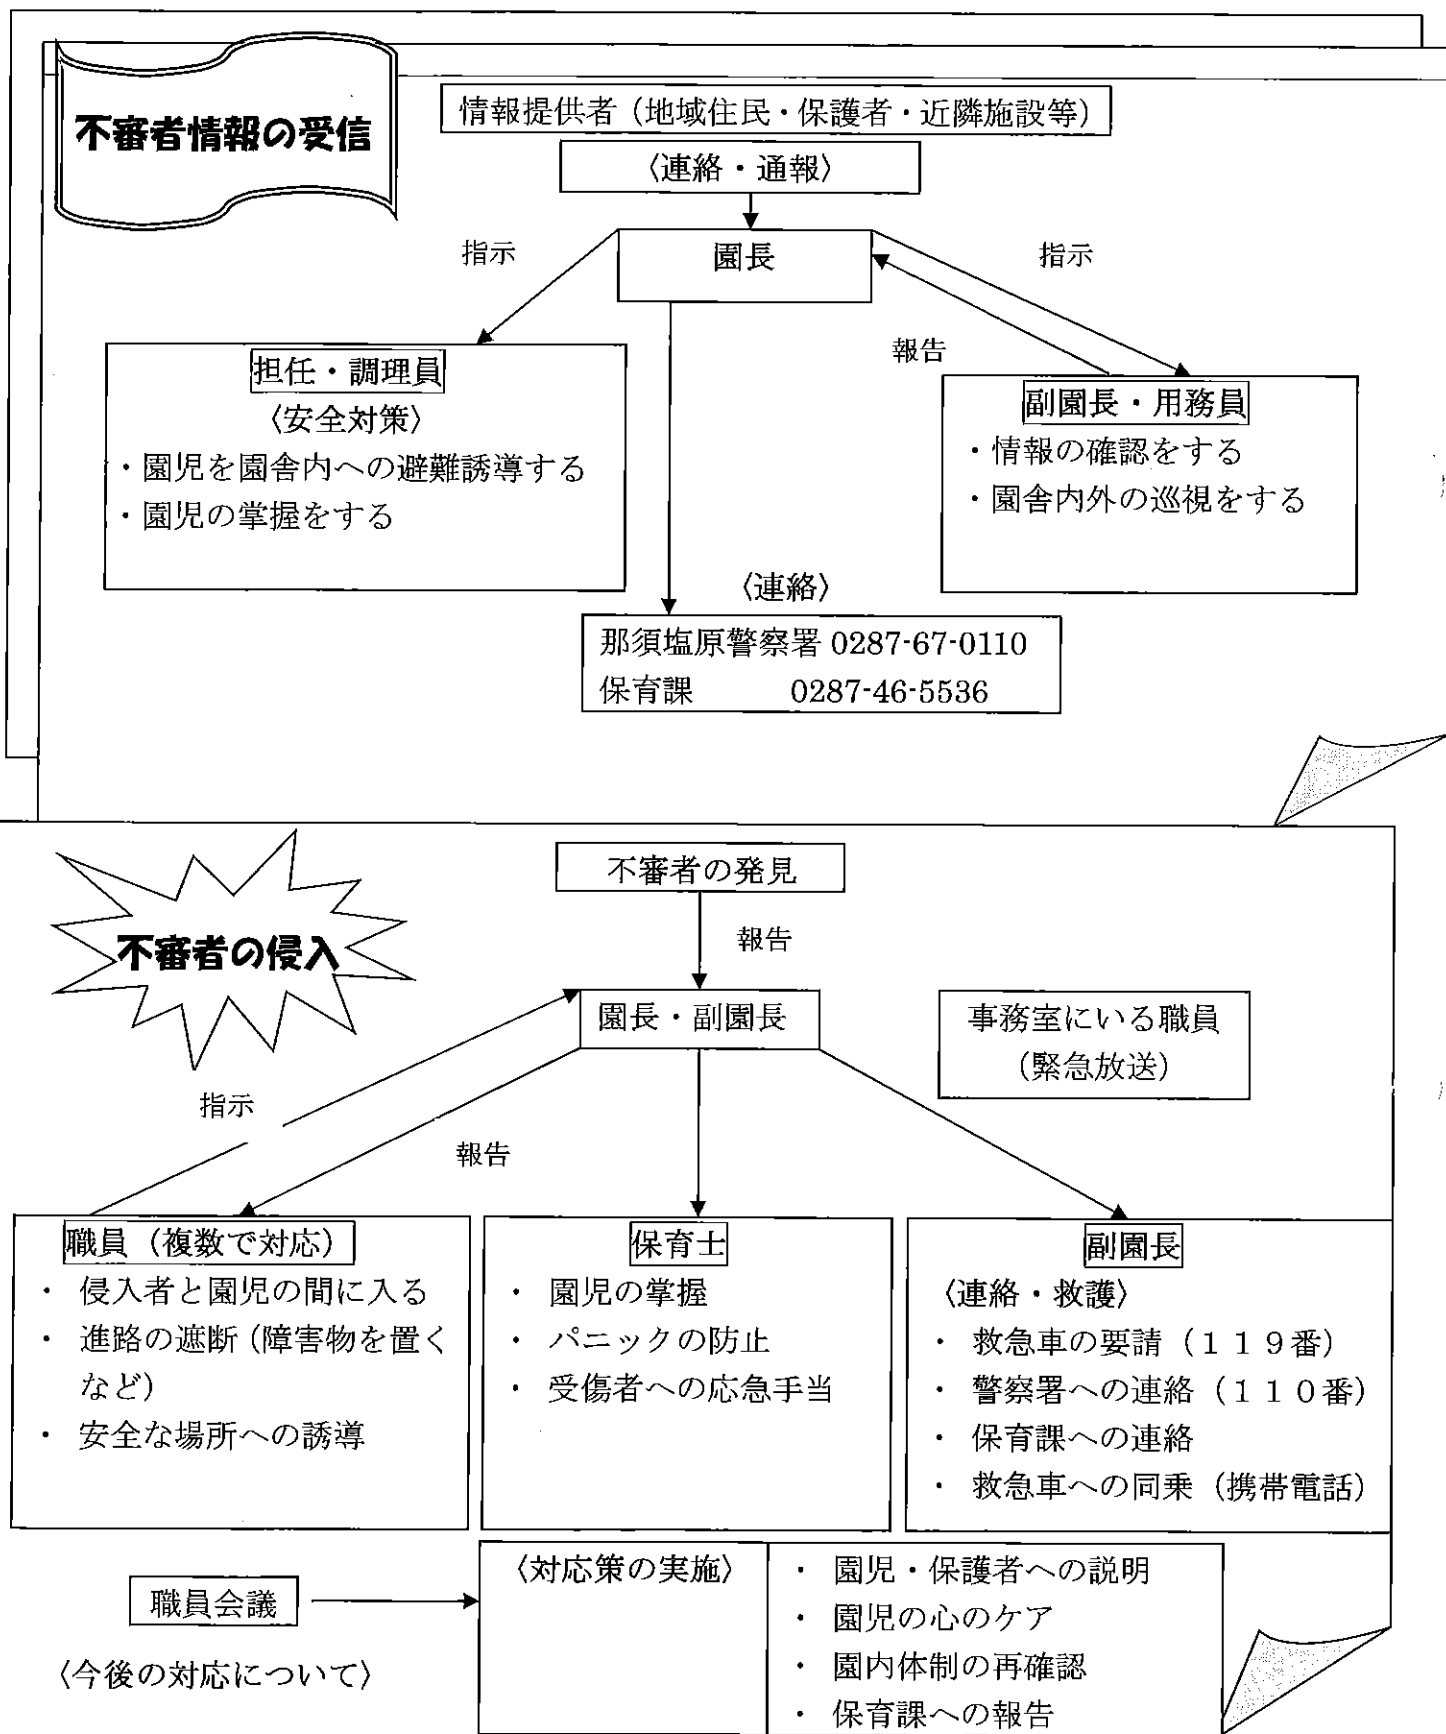 不審者情報の受信
情報提供者（地域住民・保護者・近隣施設等）
〈連絡・通報〉
指示
園長
指示
報告
担任・調理員
〈安全対策〉
・園児を園舎内への避難誘導する
・園児の掌握をする
副園長・用務員
・情報の確認をする
・園舎内外の巡視をする
〈連絡〉
那須塩原警察署 0287-67-0110
保育課 0287-46-5536
不審者の侵入
不審者の発見
報告
園長・副園長
事務室にいる職員
（緊急放送）
指示
報告
職員（複数で対応）
・ 侵入者と園児の間に入る
・ 進路の遮断（障害物を置く
など）
・ 安全な場所への誘導
保育士
・ 園児の掌握
・ パニックの防止
・ 受傷者への応急手当
副園長
〈連絡・救護〉
・ 救急車の要請（１１９番）
・ 警察署への連絡（１１０番）
・ 保育課への連絡
・ 救急車への同乗（携帯電話）
職員会議
〈今後の対応について〉
〈対応策の実施〉
・ 園児・保護者への説明
・ 園児の心のケア
・ 園内体制の再確認
・ 保育課への報告